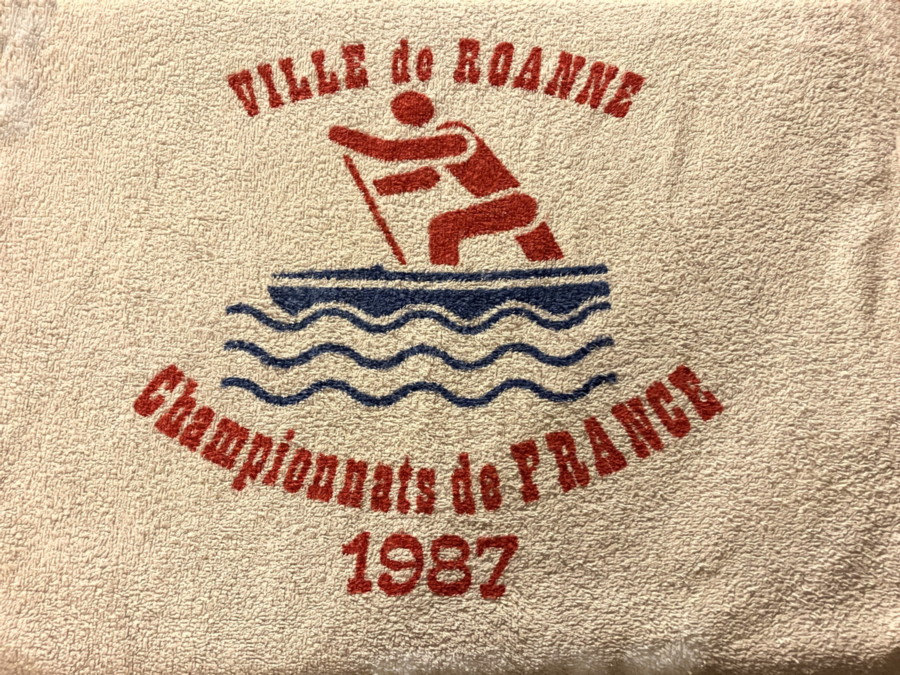 VILLE de ROANNE
Championnats de FRANCE
1987